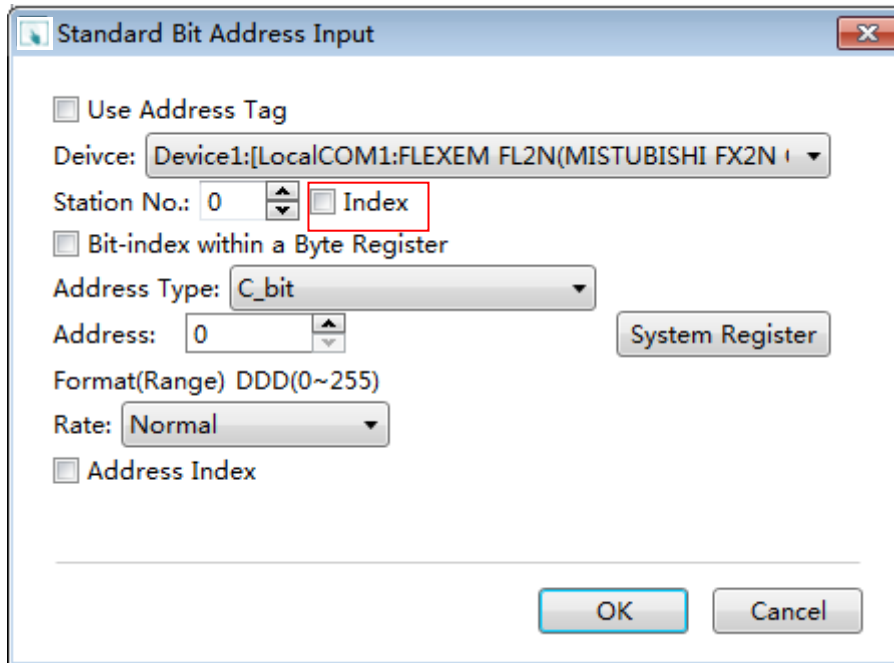 Standard Bit Address Input
Use Address Tag
Deivce: Device1:[LocalCOM1:FLEXEM FL2N(MISTUBISHI FX2N (
Station No.: 0 Index
Bit-index within a Byte Register
Address Type: C_bit
Address: 0 System Register
Format(Range) DDD(0~255)
Rate: Normal
Address Index
OK Cancel